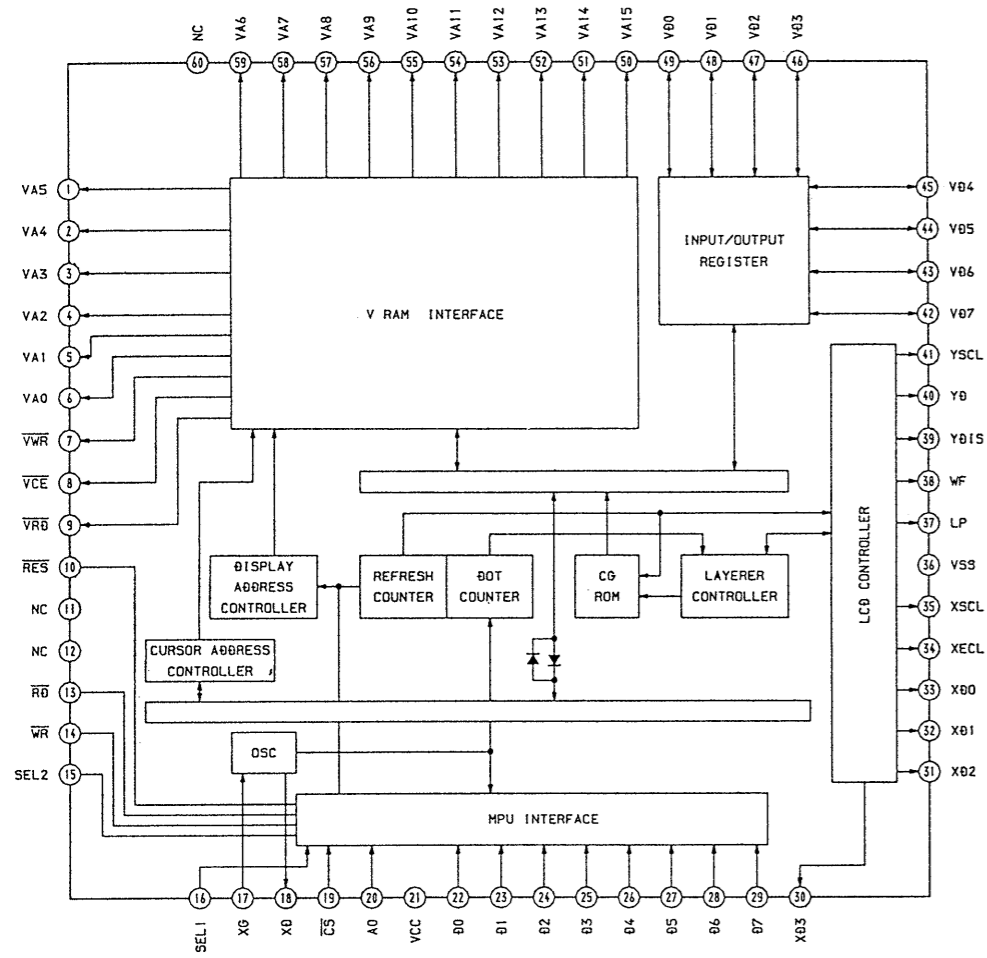 NC
VA6
VA7
VA8
VA9
VA10
VA11
VA12
VA13
VA14
VA15
VD0
VD1
VD2
VD3
60
59
58
57
56
55
54
53
52
51
50
49
48
47
46
VA5 1
VA4 2
VA3 3
VA2 4
VA1 5
VA0 6
VWR 7
VCE 8
VRD 9
RES 10
NC 11
NC 12
RD 13
WR 14
SEL2 15
V RAM INTERFACE
INPUT/OUTPUT
REGISTER
45 VD4
44 VD5
43 VD6
42 VD7
41 YSCL
40 YD
39 YDIS
38 WF
37 LP
36 VSS
35 XSCL
34 XECL
33 XD0
32 XD1
31 XD2
LCD CONTROLLER
DISPLAY
ADDRESS
CONTROLLER
REFRESH
COUNTER
DOT
COUNTER
CG
ROM
LAYERER
CONTROLLER
CURSOR ADDRESS
CONTROLLER
OSC
MPU INTERFACE
16
17
18
19
20
21
22
23
24
25
26
27
28
29
30
SEL1
XG
XD
CS
A0
VCC
D0
D1
D2
D3
D4
D5
D6
D7
XD3